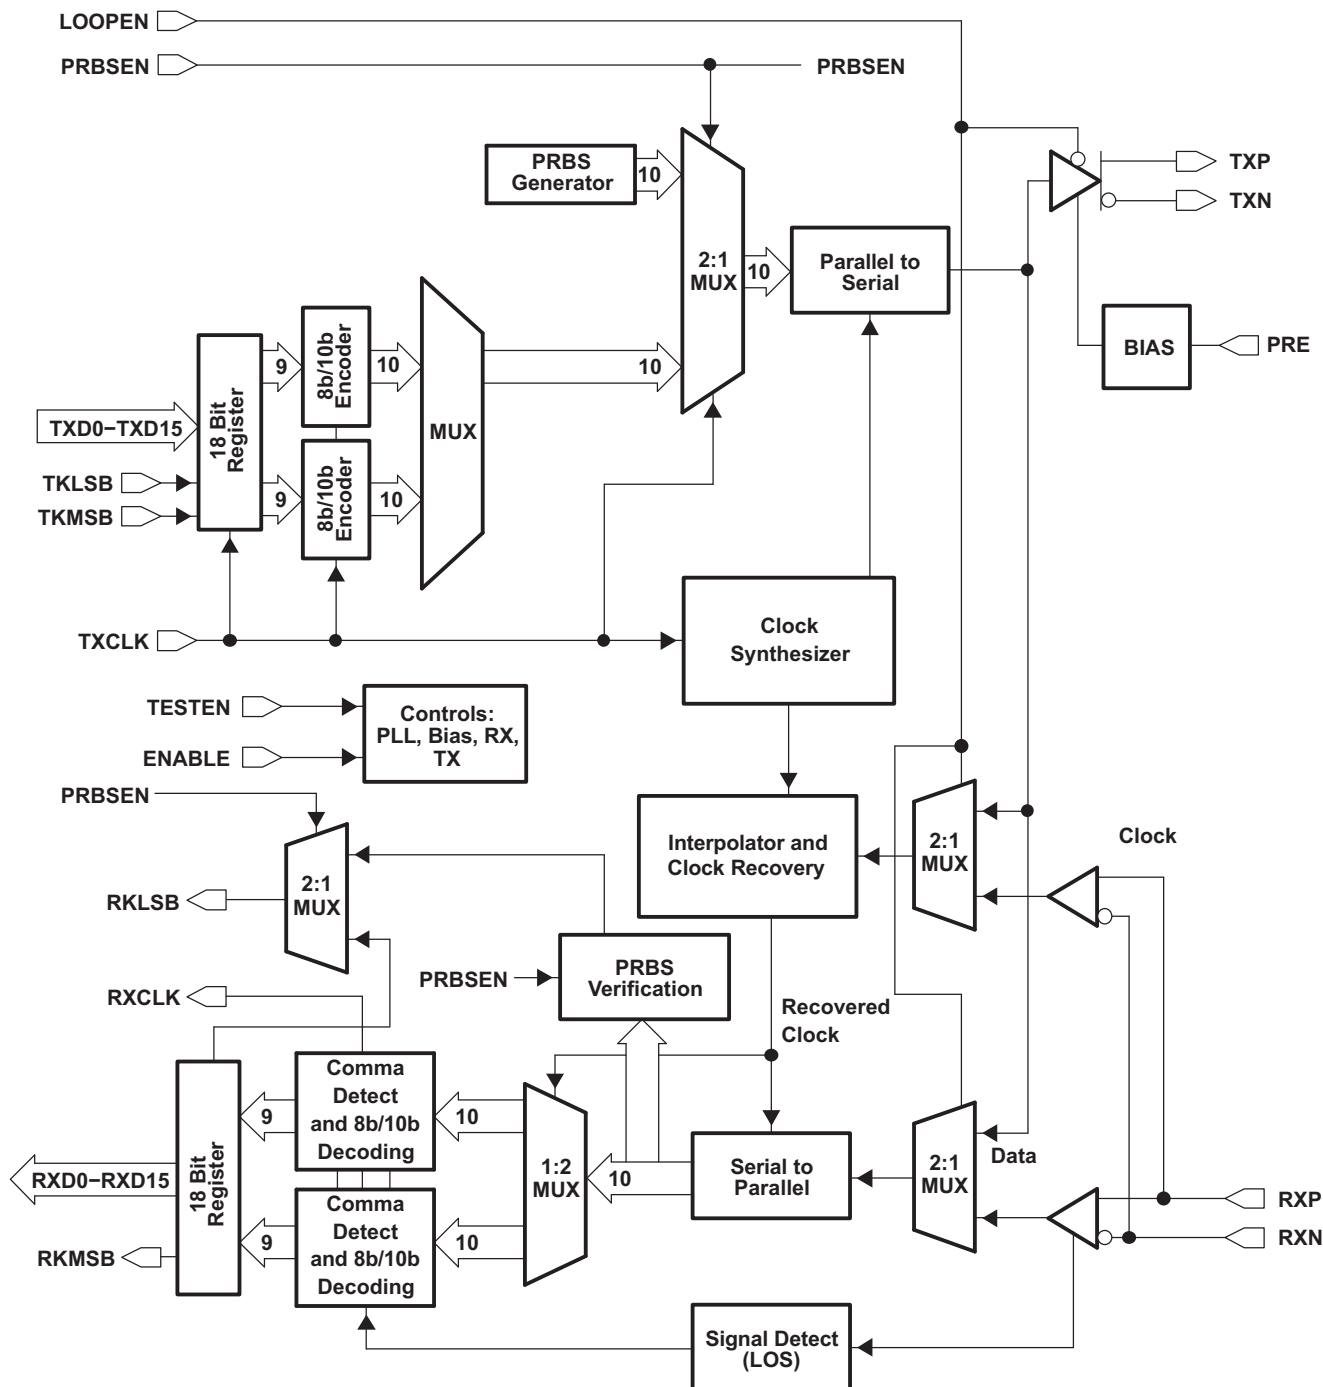 LOOPEN
PRBSEN
PRBSEN
PRBS
Generator
10
TXP
TXN
2:1
MUX
10
Parallel to
Serial
BIAS
PRE
TXD0–TXD15
TKLSB
TKMSB
18 Bit
Register
9
9
8b/10b
Encoder
8b/10b
Encoder
10
10
MUX
10
TXCLK
Clock
Synthesizer
TESTEN
ENABLE
Controls:
PLL, Bias, RX,
TX
PRBSEN
2:1
MUX
RKLSB
Interpolator and
Clock Recovery
2:1
MUX
Clock
PRBSEN
PRBS
Verification
RXCLK
Recovered
Clock
Comma
Detect
and 8b/10b
Decoding
9
10
RXD0–RXD15
18 Bit
Register
1:2
MUX
10
Serial to
Parallel
2:1
MUX
Data
Comma
Detect
and 8b/10b
Decoding
9
10
RKMSB
RXP
RXN
Signal Detect
(LOS)